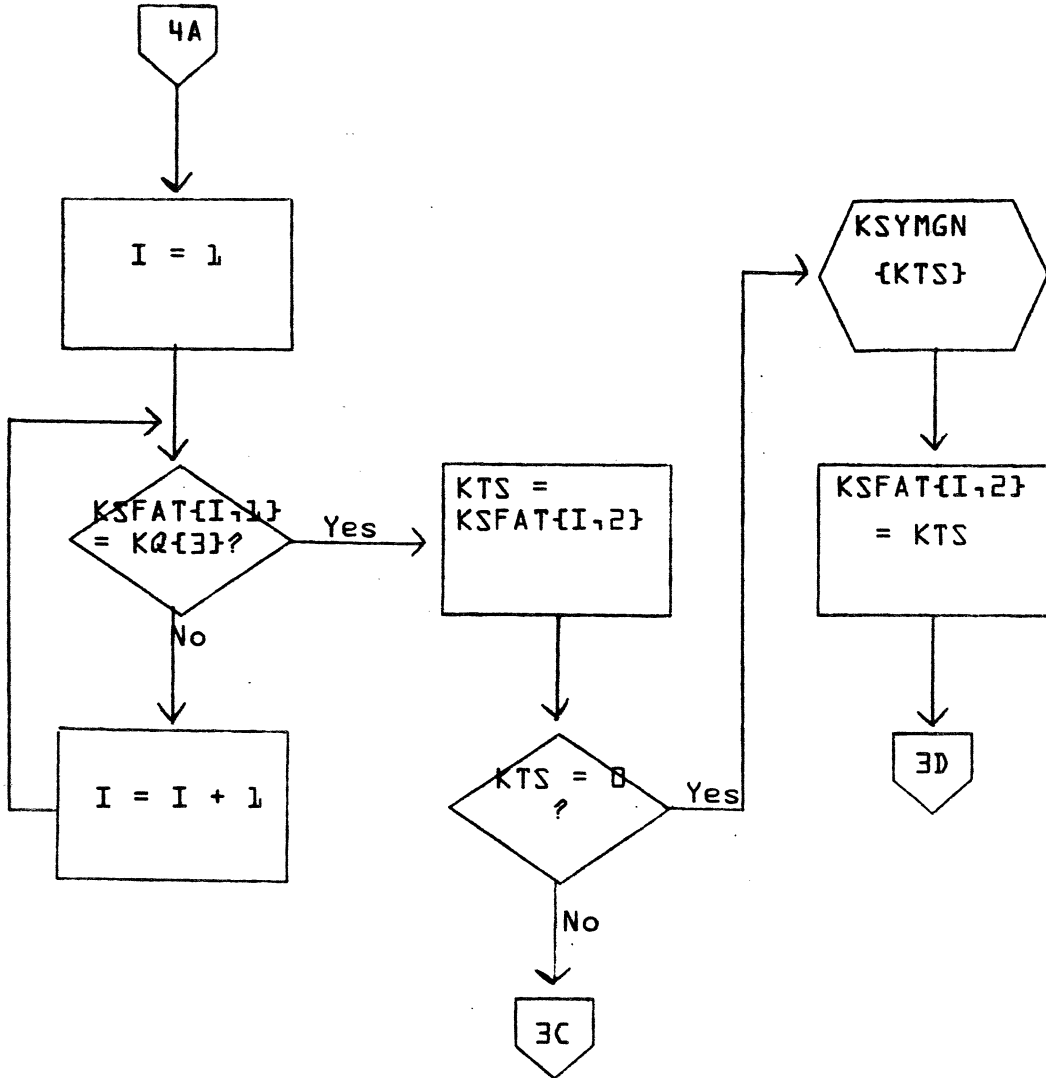 4A
I = 1
KSFAT{I,1}
= KQ{3}?
Yes
No
I = I + 1
KTS =
KSFAT{I,2}
KTS = 0
?
Yes
No
3C
KSYMGN
{KTS}
KSFAT{I,2}
= KTS
3D